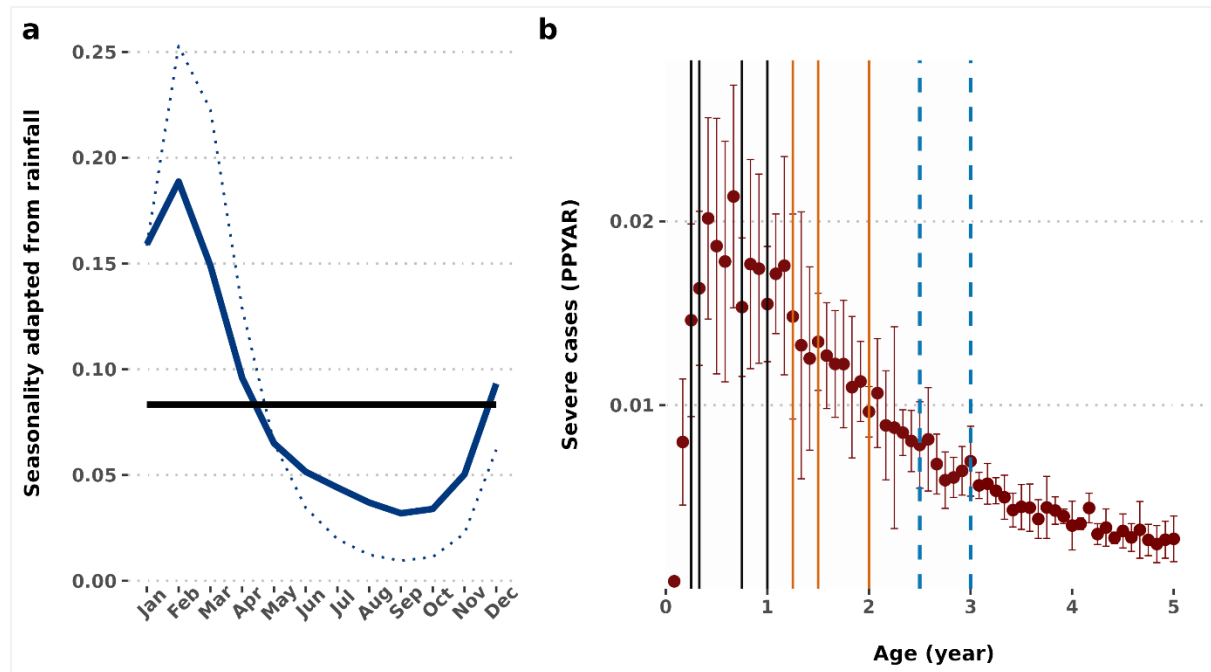 a
Seasonality adapted from rainfall
0.25
0.20
0.15
0.10
0.05
0.00
Jan
Feb
Mar
Apr
May
Jun
Jul
Aug
Sep
Oct
Nov
Dec
b
Severe cases (PPYAR)
0.02
0.01
0
1
2
3
4
5
Age (year)